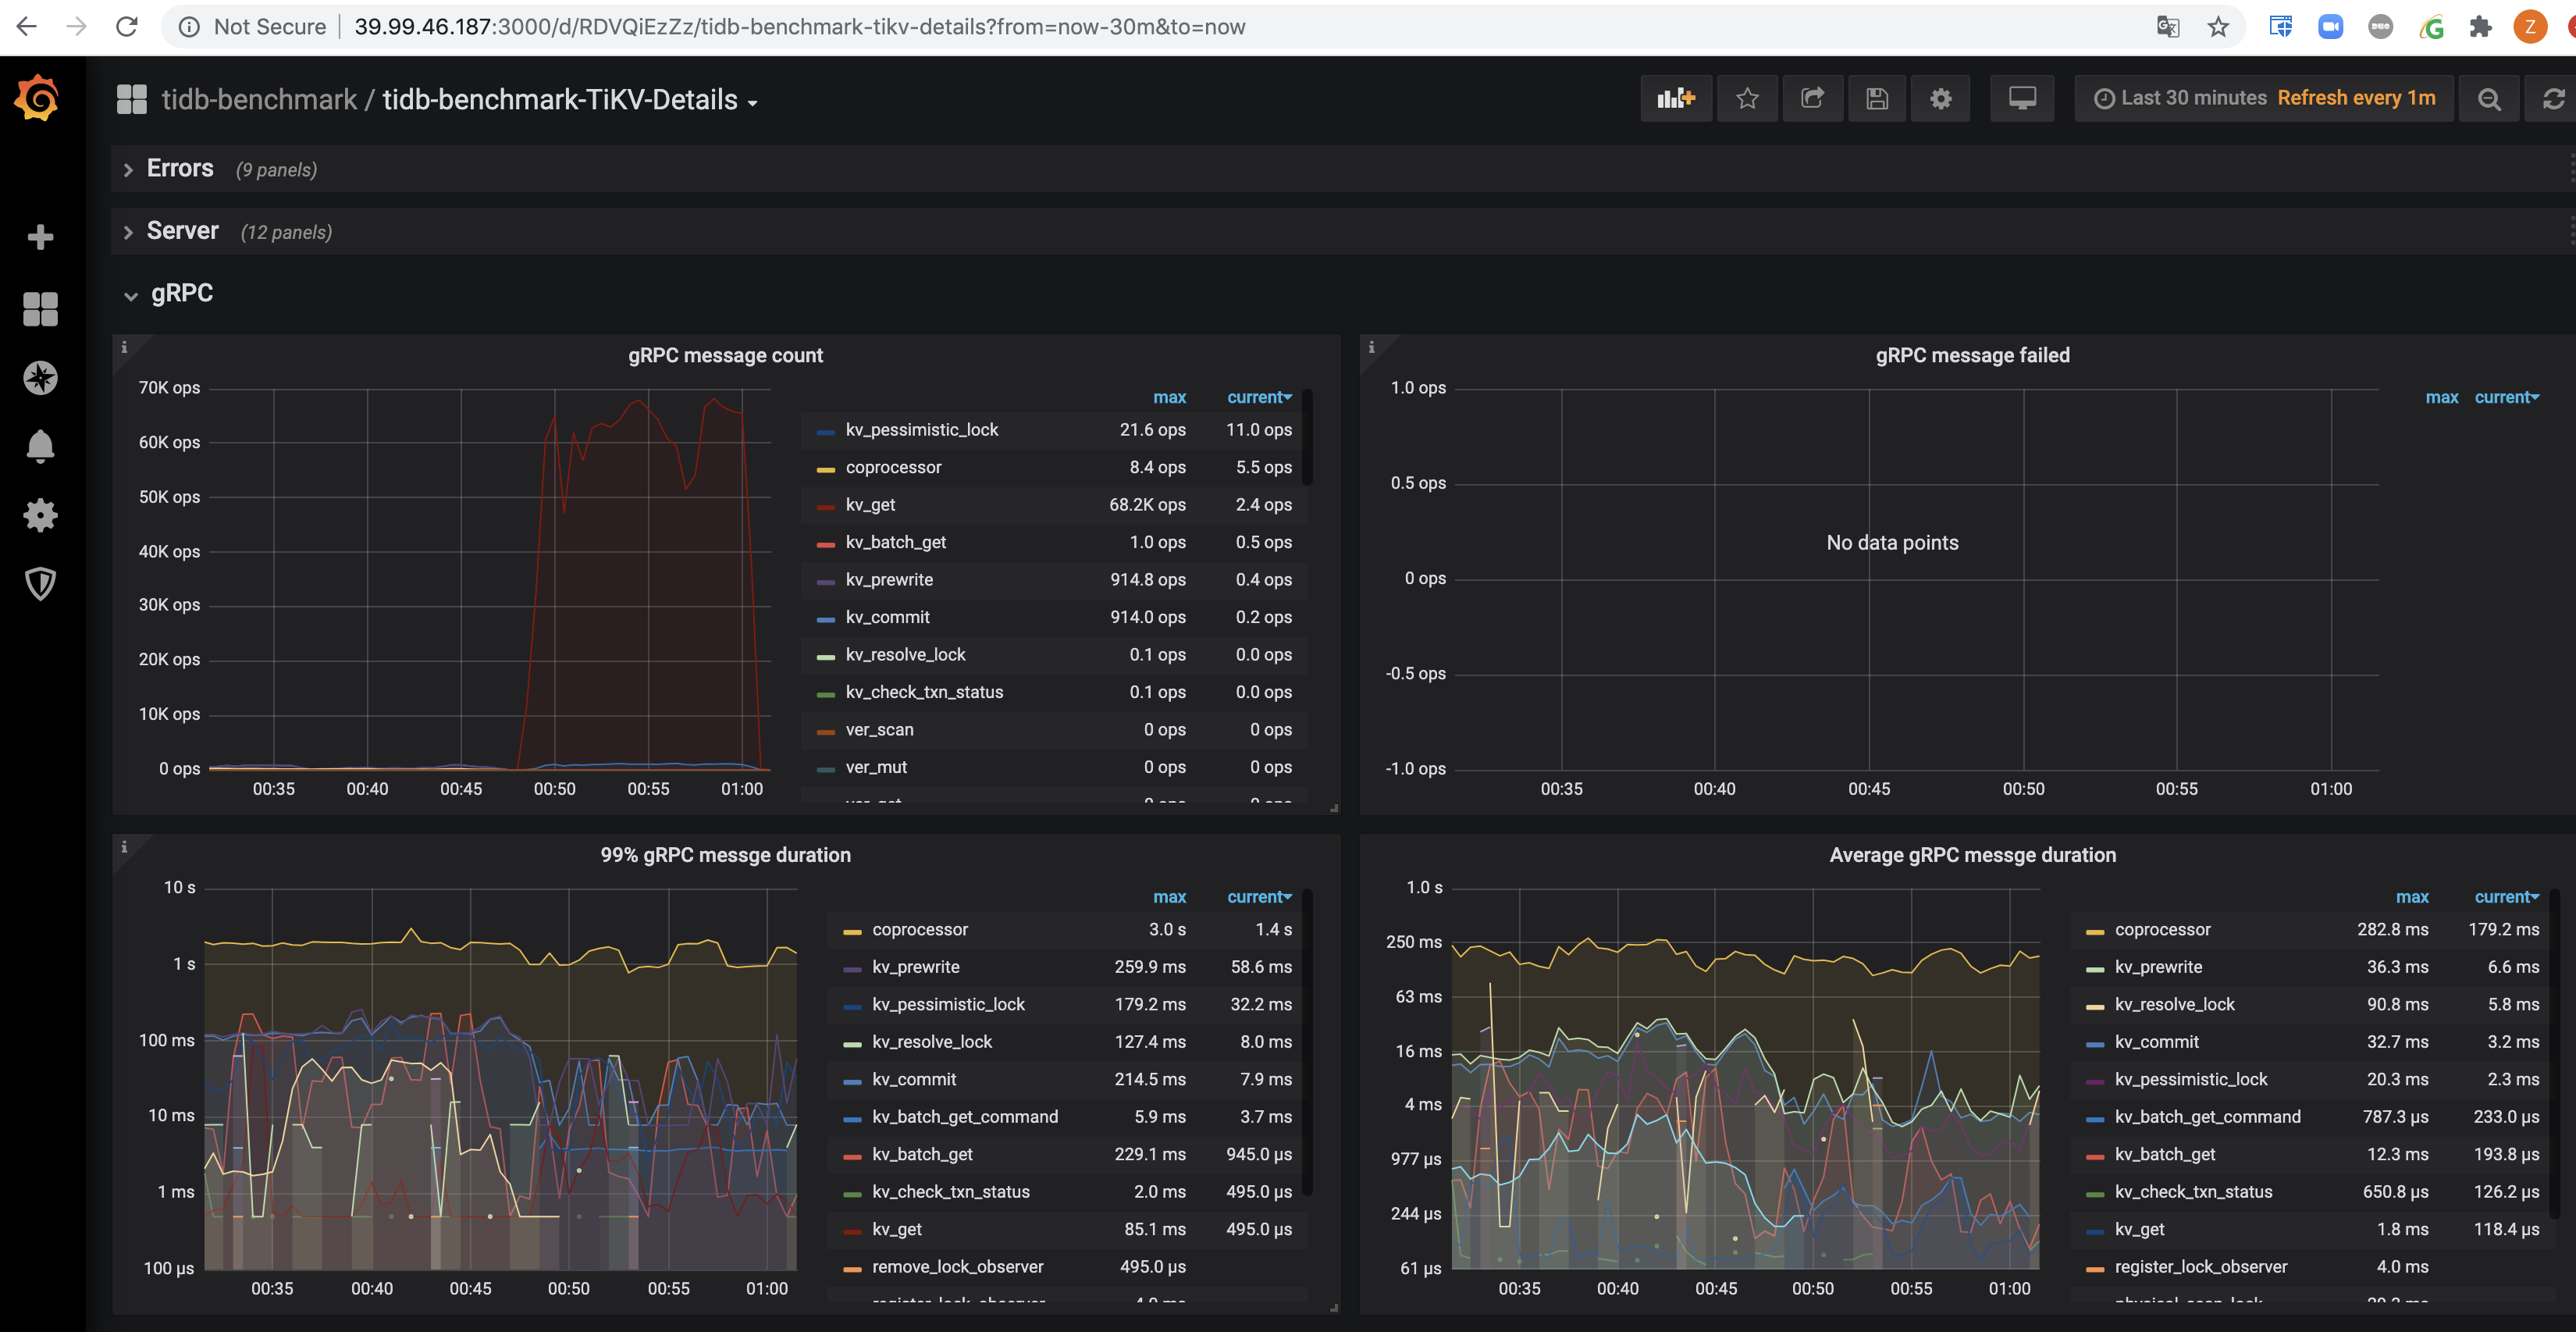 Not Secure | 39.99.46.187:3000/d/RDVQiEzZz/tidb-benchmark-tikv-details?from=now-30m&to=now
Z
tidb-benchmark / tidb-benchmark-TiKV-Details
Last 30 minutes Refresh every 1m
Errors (9 panels)
Server (12 panels)
gRPC
gRPC message count
70K ops
60K ops
50K ops
40K ops
30K ops
20K ops
10K ops
0 ops
00:35 00:40 00:45 00:50 00:55 01:00
max current
kv_pessimistic_lock 21.6 ops 11.0 ops
coprocessor 8.4 ops 5.5 ops
kv_get 68.2K ops 2.4 ops
kv_batch_get 1.0 ops 0.5 ops
kv_prewrite 914.8 ops 0.4 ops
kv_commit 914.0 ops 0.2 ops
kv_resolve_lock 0.1 ops 0.0 ops
kv_check_txn_status 0.1 ops 0.0 ops
ver_scan 0 ops 0 ops
ver_mut 0 ops 0 ops
gRPC message failed
1.0 ops
0.5 ops
0 ops
-0.5 ops
-1.0 ops
No data points
00:35 00:40 00:45 00:50 00:55 01:00
max current
99% gRPC messge duration
10 s
1 s
100 ms
10 ms
1 ms
100 µs
00:35 00:40 00:45 00:50 00:55 01:00
max current
coprocessor 3.0 s 1.4 s
kv_prewrite 259.9 ms 58.6 ms
kv_pessimistic_lock 179.2 ms 32.2 ms
kv_resolve_lock 127.4 ms 8.0 ms
kv_commit 214.5 ms 7.9 ms
kv_batch_get_command 5.9 ms 3.7 ms
kv_batch_get 229.1 ms 945.0 µs
kv_check_txn_status 2.0 ms 495.0 µs
kv_get 85.1 ms 495.0 µs
remove_lock_observer 495.0 µs
Average gRPC messge duration
1.0 s
250 ms
63 ms
16 ms
4 ms
977 µs
244 µs
61 µs
00:35 00:40 00:45 00:50 00:55 01:00
max current
coprocessor 282.8 ms 179.2 ms
kv_prewrite 36.3 ms 6.6 ms
kv_resolve_lock 90.8 ms 5.8 ms
kv_commit 32.7 ms 3.2 ms
kv_pessimistic_lock 20.3 ms 2.3 ms
kv_batch_get_command 787.3 µs 233.0 µs
kv_batch_get 12.3 ms 193.8 µs
kv_check_txn_status 650.8 µs 126.2 µs
kv_get 1.8 ms 118.4 µs
register_lock_observer 4.0 ms